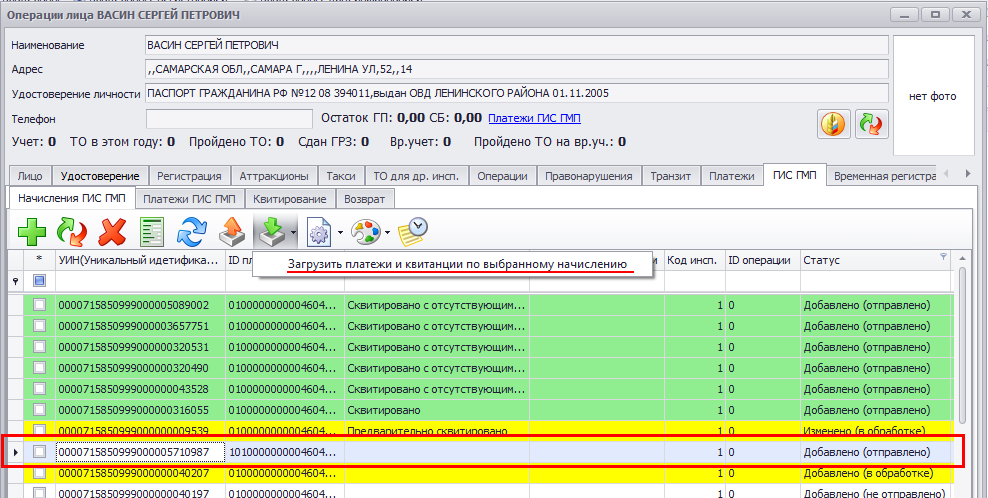 Операции лица ВАСИН СЕРГЕЙ ПЕТРОВИЧ
Наименование ВАСИН СЕРГЕЙ ПЕТРОВИЧ
Адрес ,,САМАРСКАЯ ОБЛ,,САМАРА Г,,,,ЛЕНИНА УЛ,52,,14
Удостоверение личности ПАСПОРТ ГРАЖДАНИНА РФ №12 08 394011,выдан ОВД ЛЕНИНСКОГО РАЙОНА 01.11.2005
нет фото
Телефон Остаток ГП: 0,00 СБ: 0,00 Платежи ГИС ГМП
Учет: 0 ТО в этом году: 0 Пройдено ТО: 0 Сдан ГРЗ: 0 Вр.учет: 0 Пройдено ТО на вр.уч.: 0
Лицо Удостоверение Регистрация Аттракционы Такси ТО для др. инсп. Операции Правонарушения Транзит Платежи ГИС ГМП Временная регистра
Начисления ГИС ГМП Платежи ГИС ГМП Квитирование Возврат
Загрузить платежи и квитанции по выбранному начислению
* УИН(Уникальный идетифика... ID Код инсп. ID операции Статус
0000715850999000005089002 0100000000004604... Сквитировано с отсутствующим... 1 0 Добавлено (отправлено)
0000715850999000003657751 0100000000004604... Сквитировано с отсутствующим... 1 0 Добавлено (отправлено)
0000715850999000000320531 0100000000004604... Сквитировано с отсутствующим... 1 0 Добавлено (отправлено)
0000715850999000000320490 0100000000004604... Сквитировано с отсутствующим... 1 0 Добавлено (отправлено)
0000715850999000000043528 0100000000004604... Сквитировано с отсутствующим... 1 0 Добавлено (отправлено)
0000715850999000000316055 0100000000004604... Сквитировано 1 0 Добавлено (отправлено)
0000715850999000000009539 0100000000004604... Предварительно сквитировано 1 0 Изменено (в обработке)
0000715850999000005710987 1010000000004604... 1 0 Добавлено (отправлено)
0000715850999000000040207 0100000000004604... 1 0 Добавлено (в обработке)
0000715850999000000040197 0100000000004604... 1 0 Добавлено (не отправлено)